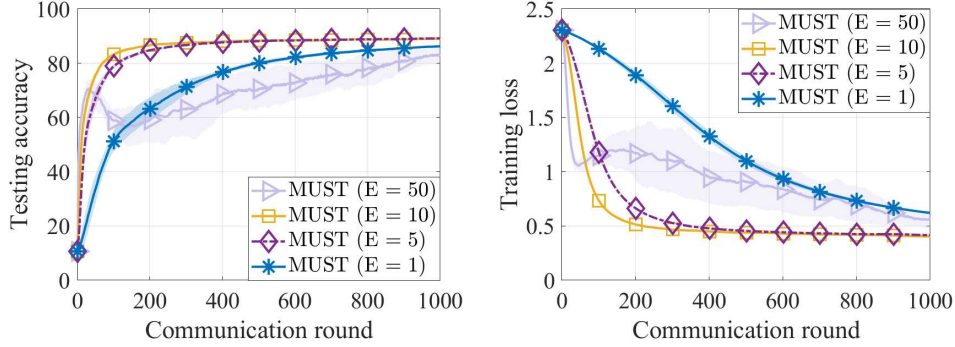 100
80
60
40
20
0
Testing accuracy
MUST (E = 50)
MUST (E = 10)
MUST (E = 5)
MUST (E = 1)
0 200 400 600 800 1000
Communication round
2.5
2
1.5
1
0.5
0
Training loss
MUST (E = 50)
MUST (E = 10)
MUST (E = 5)
MUST (E = 1)
0 200 400 600 800 1000
Communication round